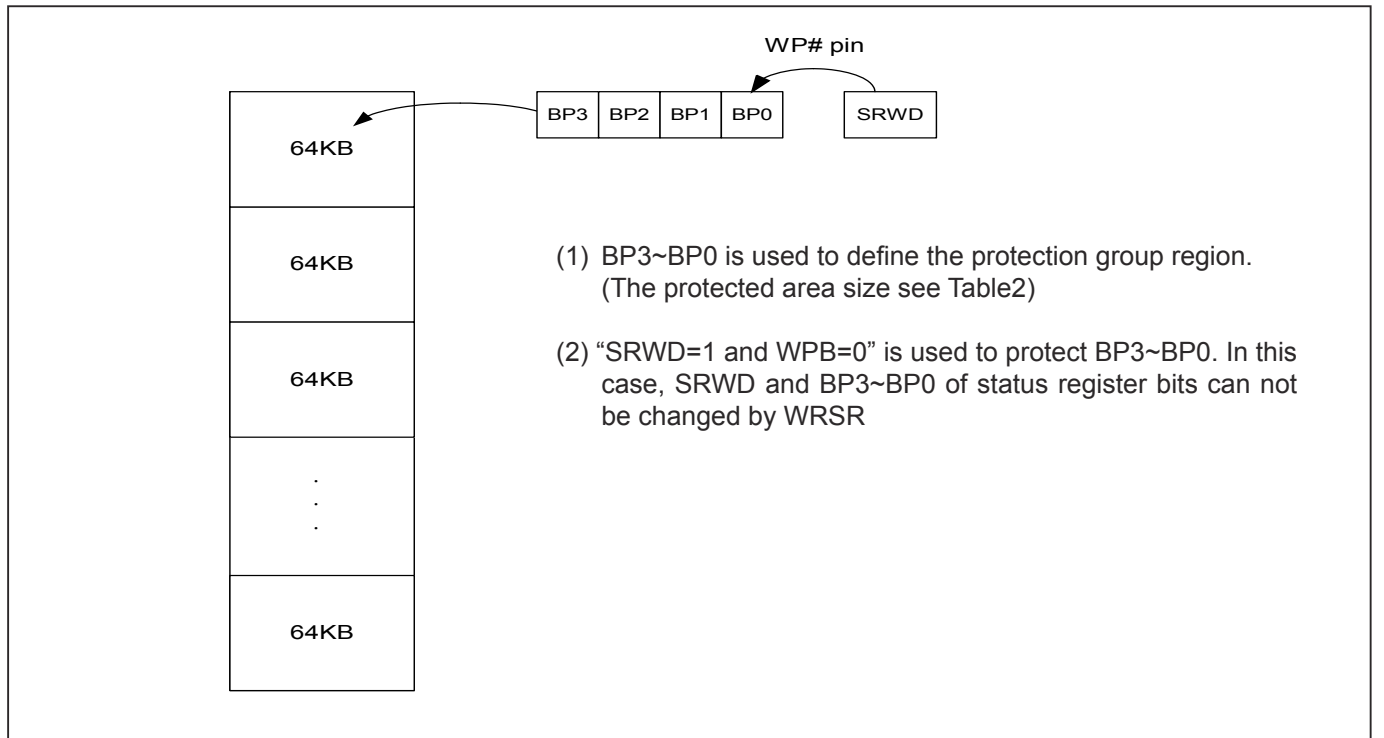 WP# pin
BP3 BP2 BP1 BP0 SRWD
64KB
64KB
64KB
.
.
.
64KB
(1) BP3~BP0 is used to define the protection group region.
(The protected area size see Table2)
(2) “SRWD=1 and WPB=0” is used to protect BP3~BP0. In this
case, SRWD and BP3~BP0 of status register bits can not
be changed by WRSR